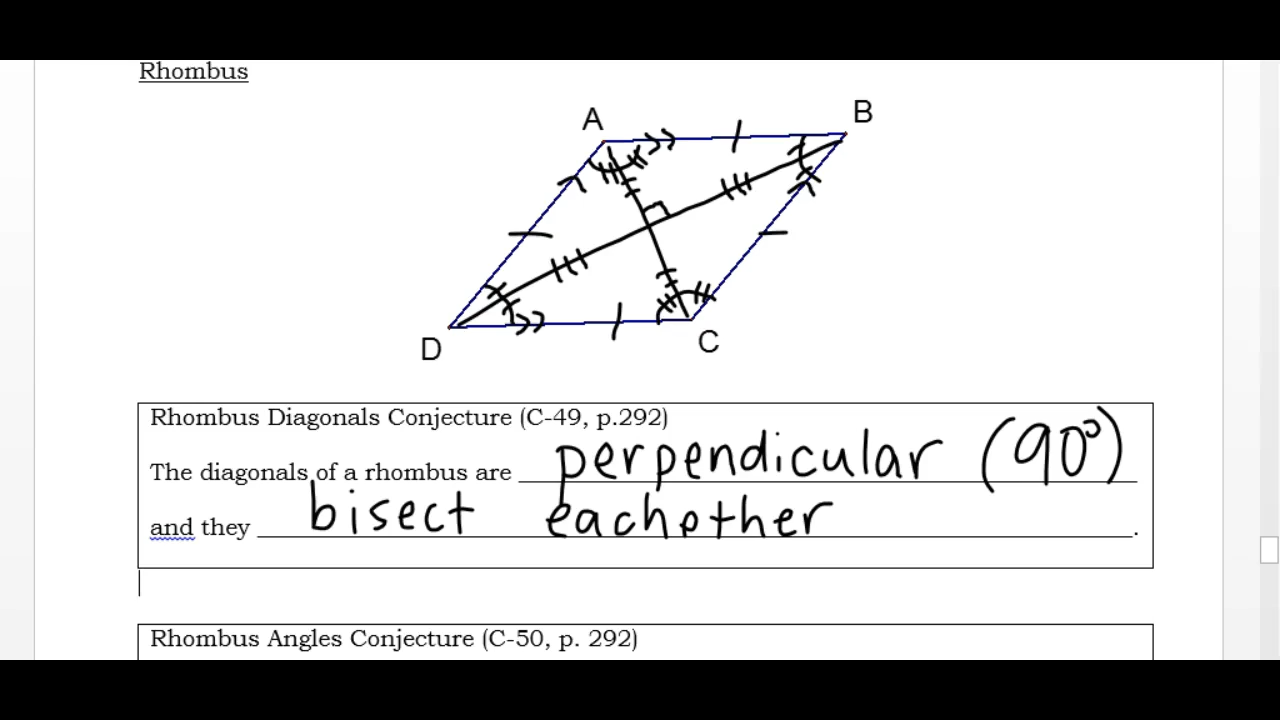 Rhombus
A
B
D
C
Rhombus Diagonals Conjecture (C-49, p.292)
The diagonals of a rhombus are perpendicular (90°)
and they bisect eachother.
Rhombus Angles Conjecture (C-50, p. 292)